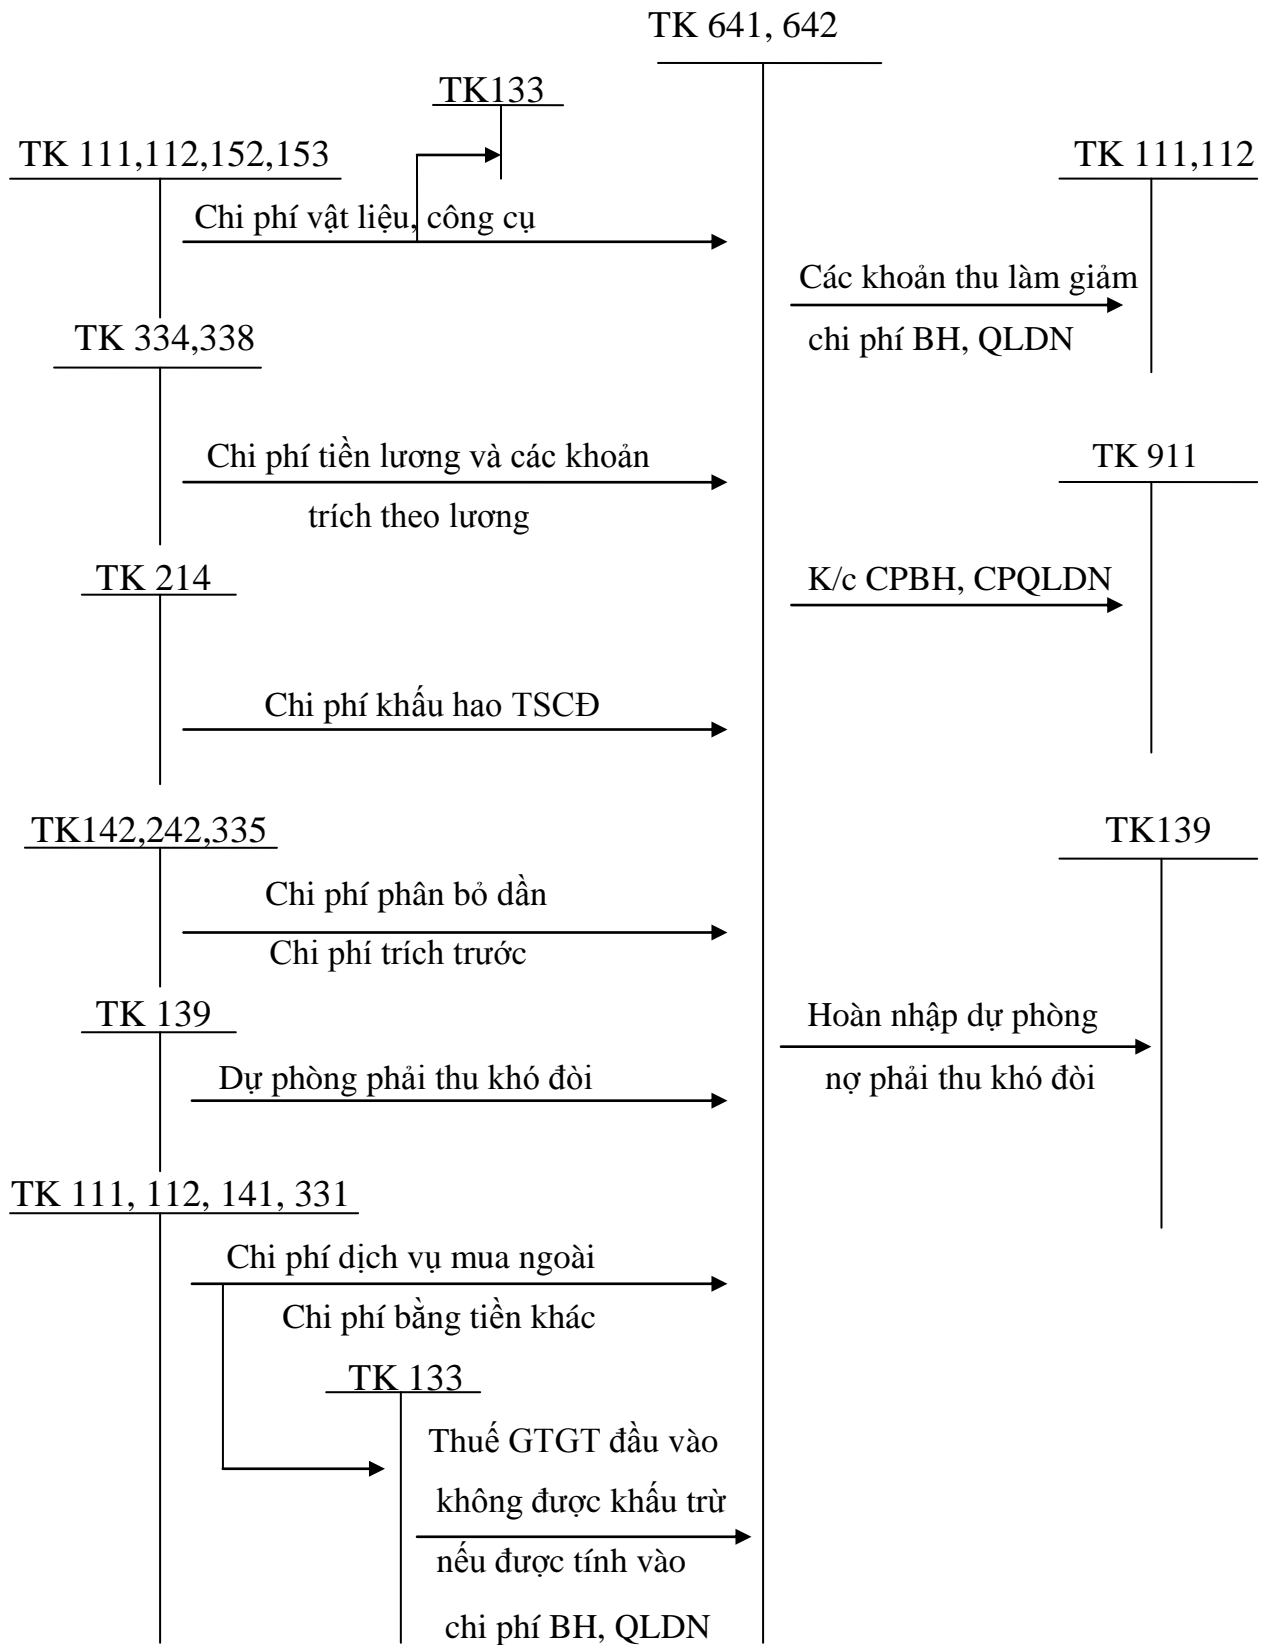 TK 641, 642
TK133
TK 111,112,152,153
TK 111,112
Chi phí vật liệu, công cụ
Các khoản thu làm giảm
chi phí BH, QLDN
TK 334,338
Chi phí tiền lương và các khoản
trích theo lương
TK 911
TK 214
K/c CPBH, CPQLDN
Chi phí khấu hao TSCĐ
TK142,242,335
TK139
Chi phí phân bỏ dần
Chi phí trích trước
TK 139
Hoàn nhập dự phòng
nợ phải thu khó đòi
Dự phòng phải thu khó đòi
TK 111, 112, 141, 331
Chi phí dịch vụ mua ngoài
Chi phí bằng tiền khác
TK 133
Thuế GTGT đầu vào
không được khấu trừ
nếu được tính vào
chi phí BH, QLDN